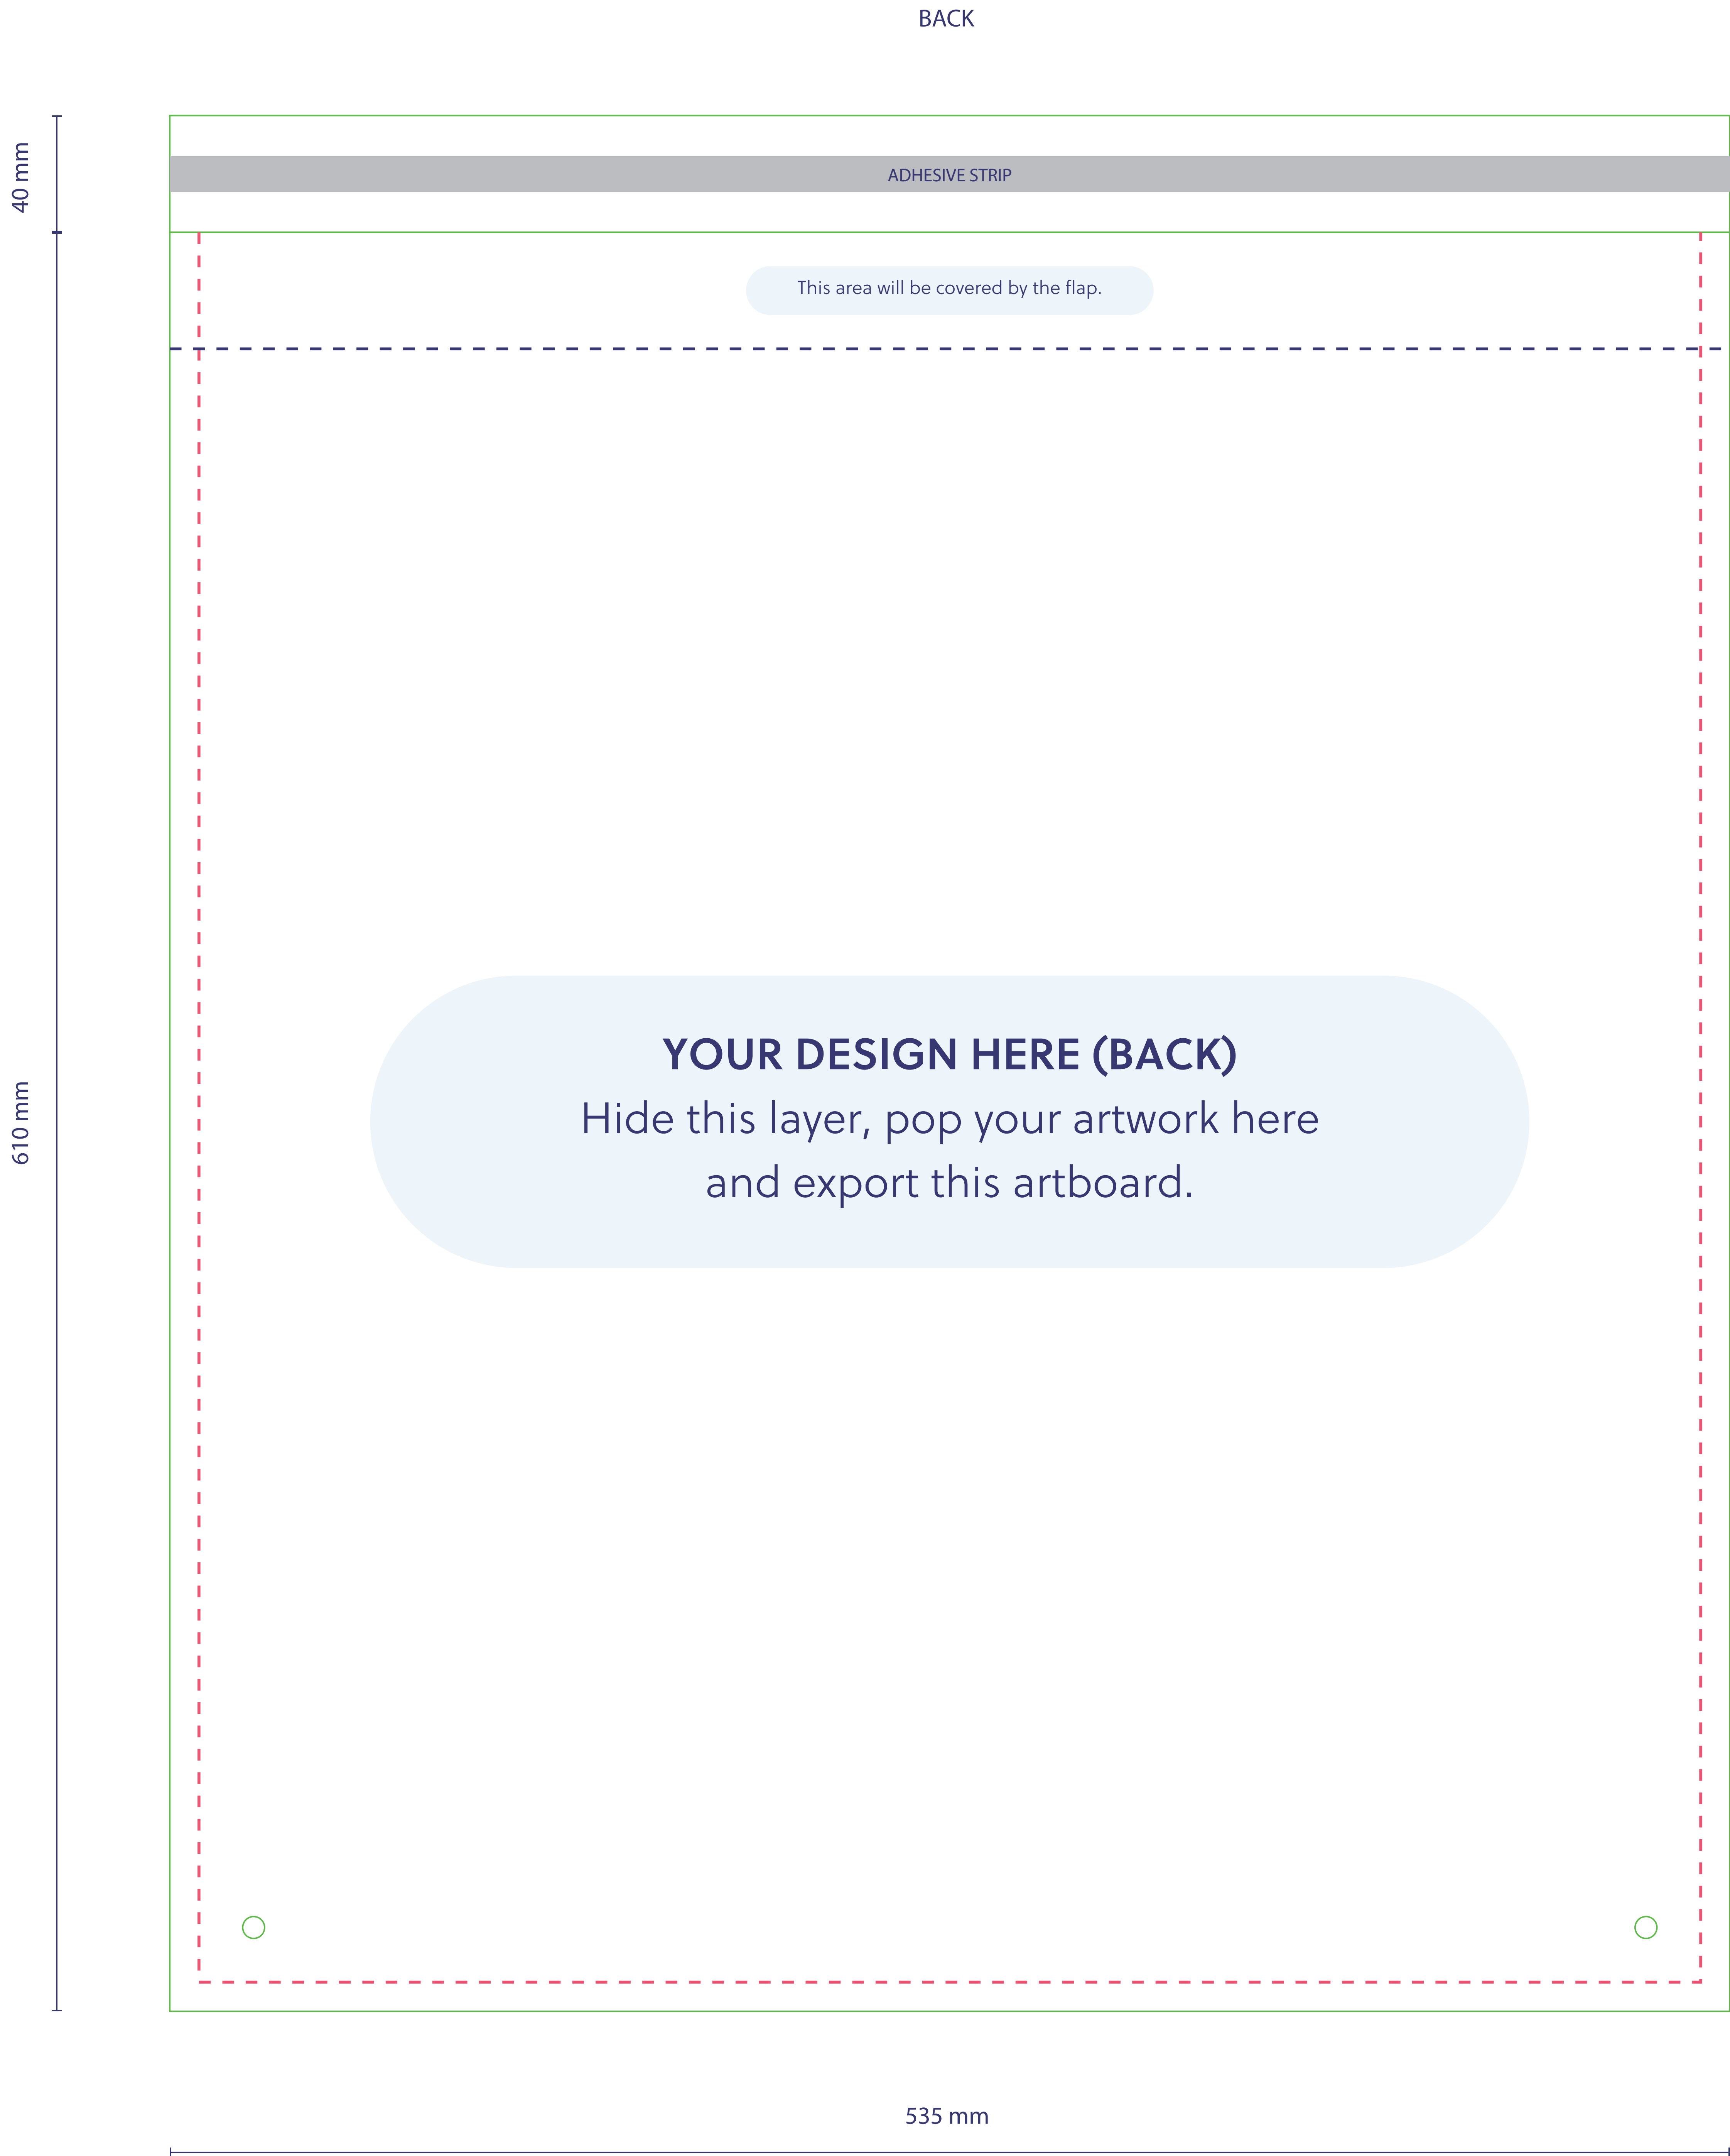 BACK
40 mm
ADHESIVE STRIP
This area will be covered by the flap.
YOUR DESIGN HERE (BACK)
Hide this layer, pop your artwork here
and export this artboard.
610 mm
535 mm